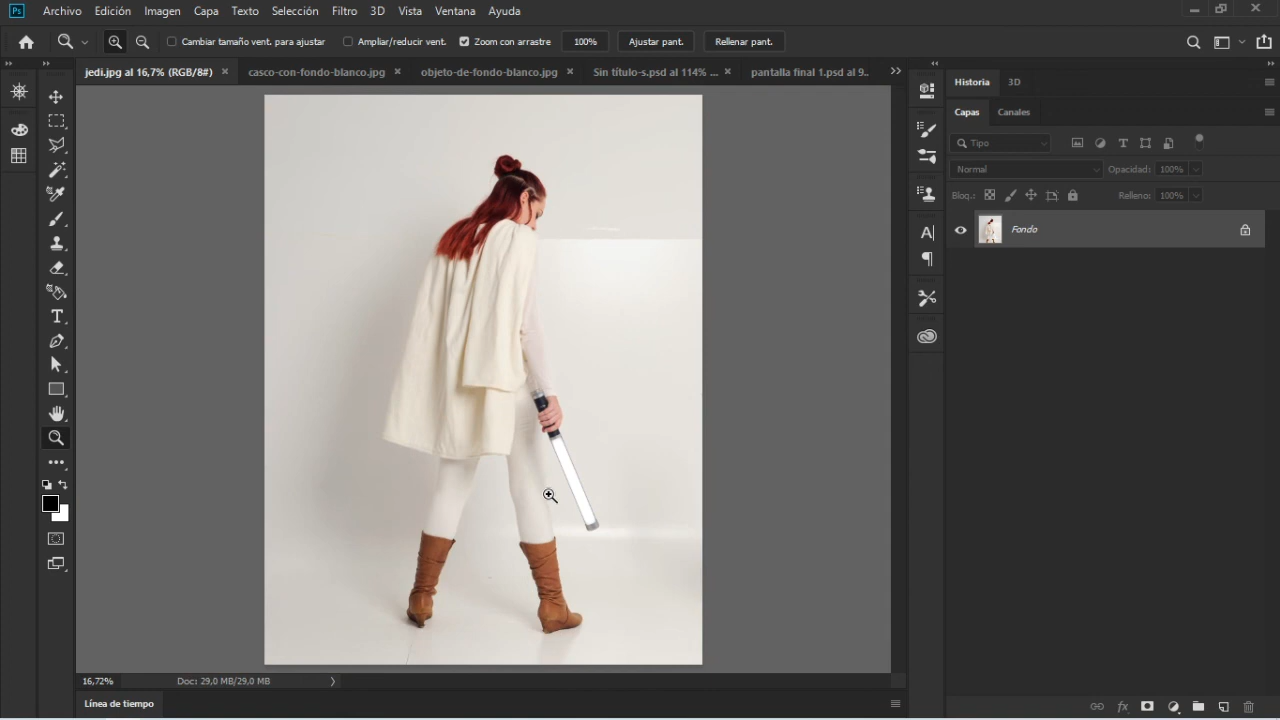 Ps Archivo Edición Imagen Capa Texto Selección Filtro 3D Vista Ventana Ayuda
Cambiar tamaño vent. para ajustar Ampliar/reducir vent. Zoom con arrastre 100% Ajustar pant. Rellenar pant.
jedi.jpg al 16,7% (RGB/8#) × casco-con-fondo-blanco.jpg × objeto-de-fondo-blanco.jpg × Sin título-s.psd al 114% ... × pantalla final 1.psd al 9..
Historia 3D
Capas Canales
Tipo
Normal Opacidad: 100%
Bloq.: Relleno: 100%
Fondo
16,72% Doc: 29,0 MB/29,0 MB
Línea de tiempo